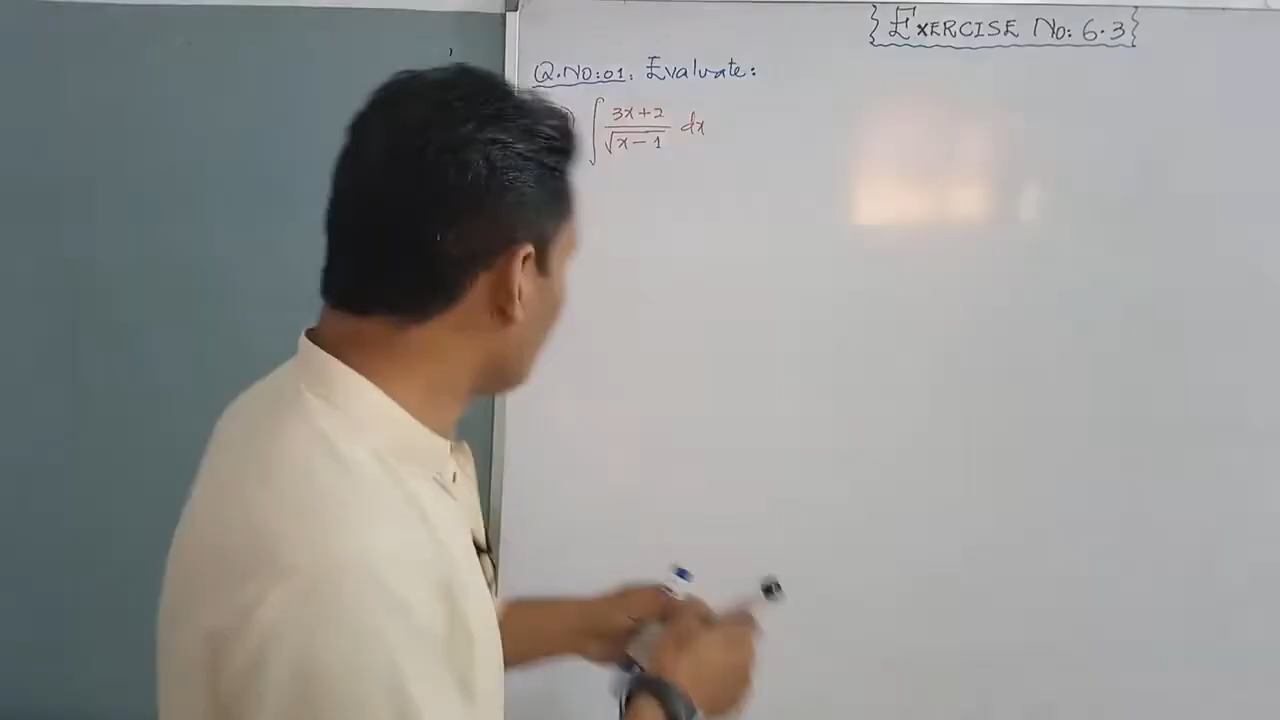 {EXERCISE No: 6.3}
Q.NO:01. Evaluate:
∫ 3x+2 / √x-1 dx